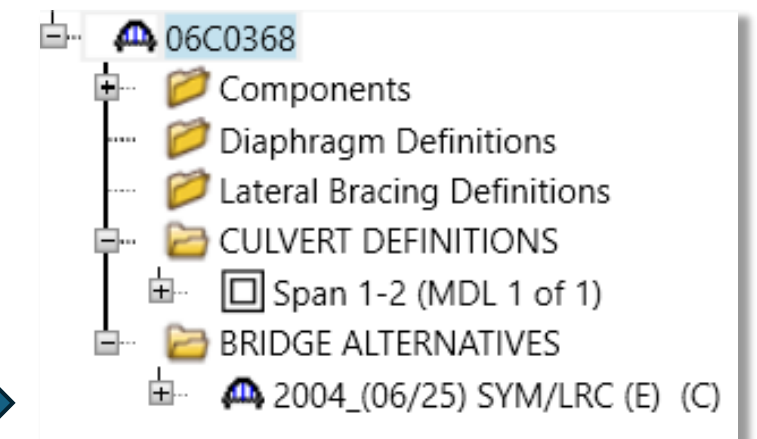 06C0368
Components
Diaphragm Definitions
Lateral Bracing Definitions
CULVERT DEFINITIONS
Span 1-2 (MDL 1 of 1)
BRIDGE ALTERNATIVES
2004_(06/25) SYM/LRC (E) (C)